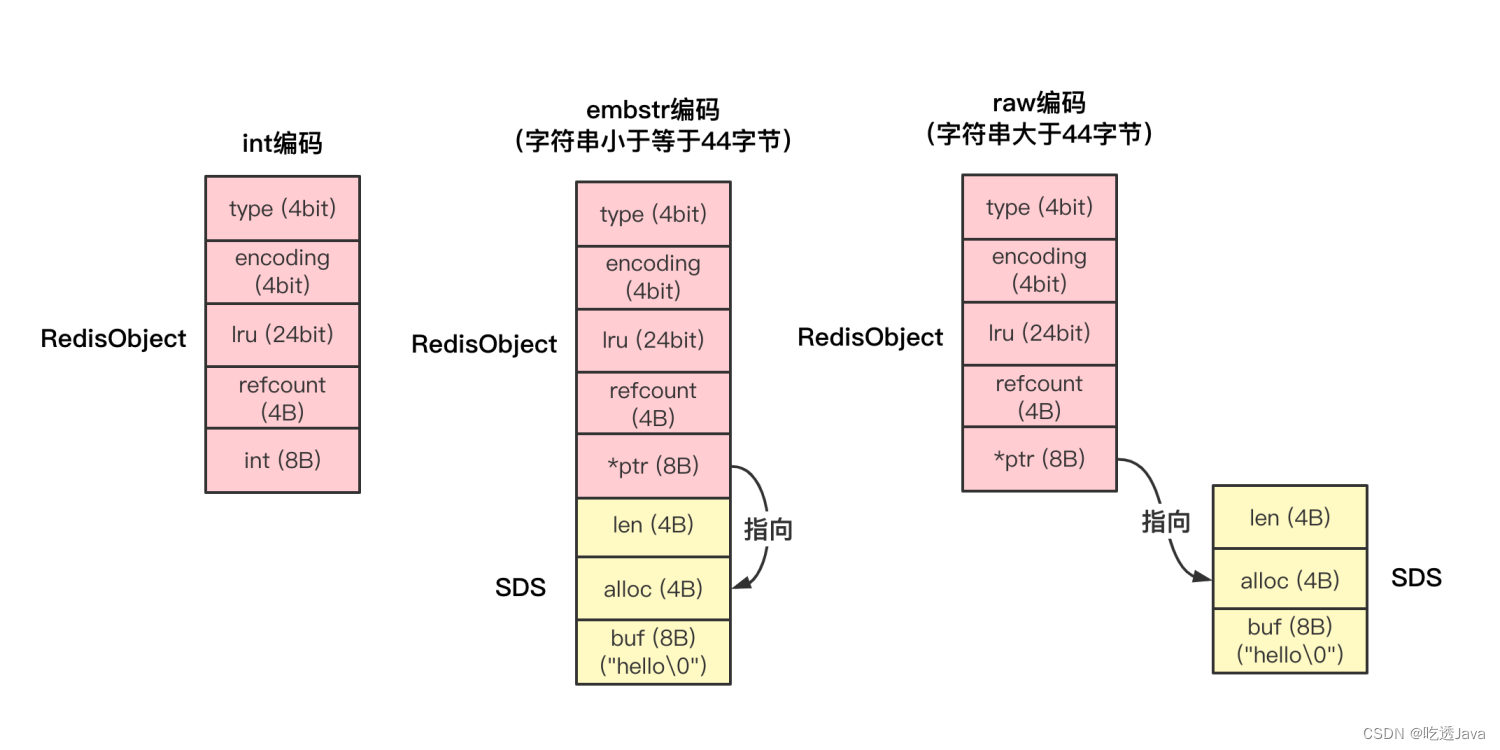 int编码
type (4bit)
encoding
(4bit)
RedisObject
lru (24bit)
refcount
(4B)
int (8B)
embstr编码
(字符串小于等于44字节)
type (4bit)
encoding
(4bit)
RedisObject
lru (24bit)
refcount
(4B)
*ptr (8B)
指向
len (4B)
SDS
alloc (4B)
buf (8B)
("hello\0")
raw编码
(字符串大于44字节)
type (4bit)
encoding
(4bit)
RedisObject
lru (24bit)
refcount
(4B)
*ptr (8B)
指向
len (4B)
alloc (4B)
SDS
buf (8B)
("hello\0")
CSDN @吃透Java